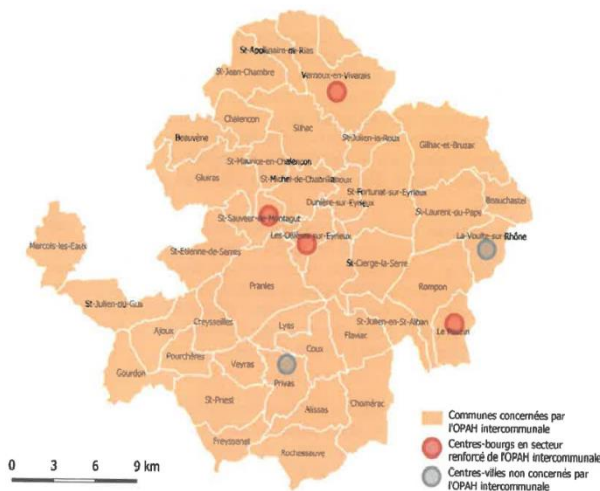 St-Apollinaire-de-Rias
St-Jean-Chambre
Vernoux-en-Vivarais
Chalencon
Silhac
Beauvène
St-Julien-le-Roux
Gilhac-et-Bruzac
St-Maurice-en-Chalencon
Gluiras
St-Michel-de-Chabrillanoux
St-Fortunat-sur-Eyrieux
Dunière-sur-Eyrieux
Beauchastel
St-Laurent-du-Pape
St-Sauveur-de-Montagut
Les-Ollières-sur-Eyrieux
La-Voulte-sur-Rhône
Marcols-les-Eaux
St-Etienne-de-Serres
St-Cierge-la-Serre
Pranles
Rompon
St-Julien-du-Gua
Ajoux
Creysseilles
Lyas
St-Julien-en-St-Alban
Le Pouzin
Flaviac
Pourchères
Coux
Veyras
Gourdon
Privas
St-Priest
Alissas
Chomérac
Freyssenet
Rochessauve
Communes concernées par
l'OPAH intercommunale
Centres-bourgs en secteur
renforcé de l'OPAH intercommunale
Centres-villes non concernés par
l'OPAH intercommunale
0 3 6 9 km